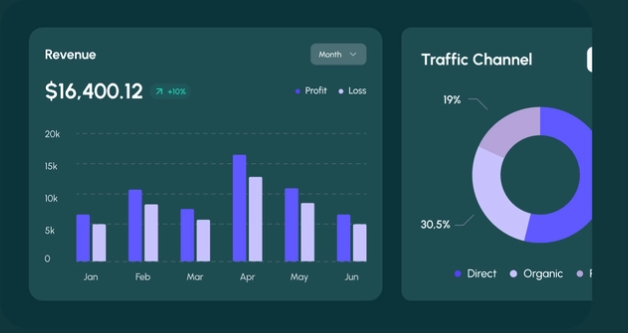 Revenue
Month
$16,400.12
+10%
Profit
Loss
20k
15k
10k
5k
0
Jan
Feb
Mar
Apr
May
Jun
Traffic Channel
19%
30,5%
Direct
Organic